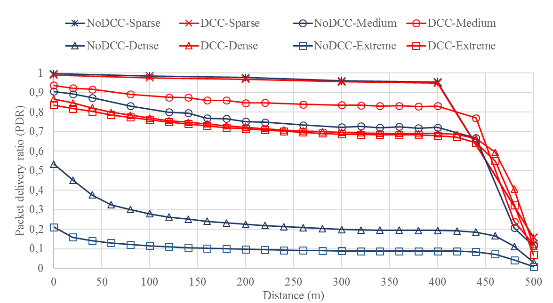 NoDCC-Sparse DCC-Sparse NoDCC-Medium DCC-Medium
NoDCC-Dense DCC-Dense NoDCC-Extreme DCC-Extreme
Packet delivery ratio (PDR)
1
0,9
0,8
0,7
0,6
0,5
0,4
0,3
0,2
0,1
0
0 50 100 150 200 250 300 350 400 450 500
Distance (m)